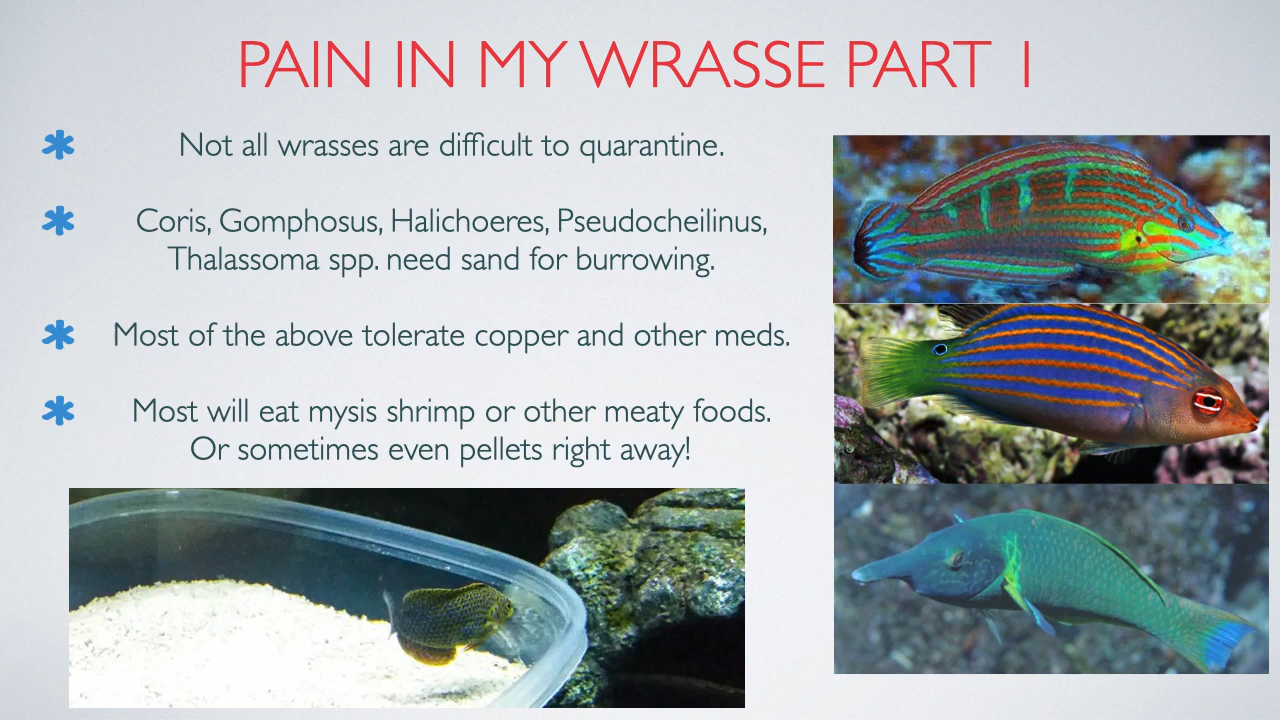 PAIN IN MY WRASSE PART 1
Not all wrasses are difficult to quarantine.
Coris, Gomphosus, Halichoeres, Pseudocheilinus,
Thalassoma spp. need sand for burrowing.
Most of the above tolerate copper and other meds.
Most will eat mysis shrimp or other meaty foods.
Or sometimes even pellets right away!